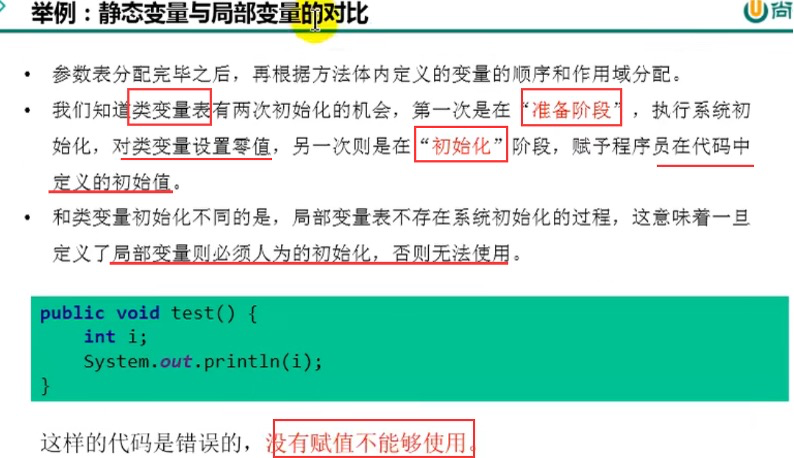 举例：静态变量与局部变量的对比
尚
• 参数表分配完毕之后，再根据方法体内定义的变量的顺序和作用域分配。
• 我们知道类变量表有两次初始化的机会，第一次是在“准备阶段”，执行系统初
始化，对类变量设置零值，另一次则是在“初始化”阶段，赋予程序员在代码中
定义的初始值。
• 和类变量初始化不同的是，局部变量表不存在系统初始化的过程，这意味着一旦
定义了局部变量则必须人为的初始化，否则无法使用。
public void test() {
    int i;
    System.out.println(i);
}
这样的代码是错误的，没有赋值不能够使用。